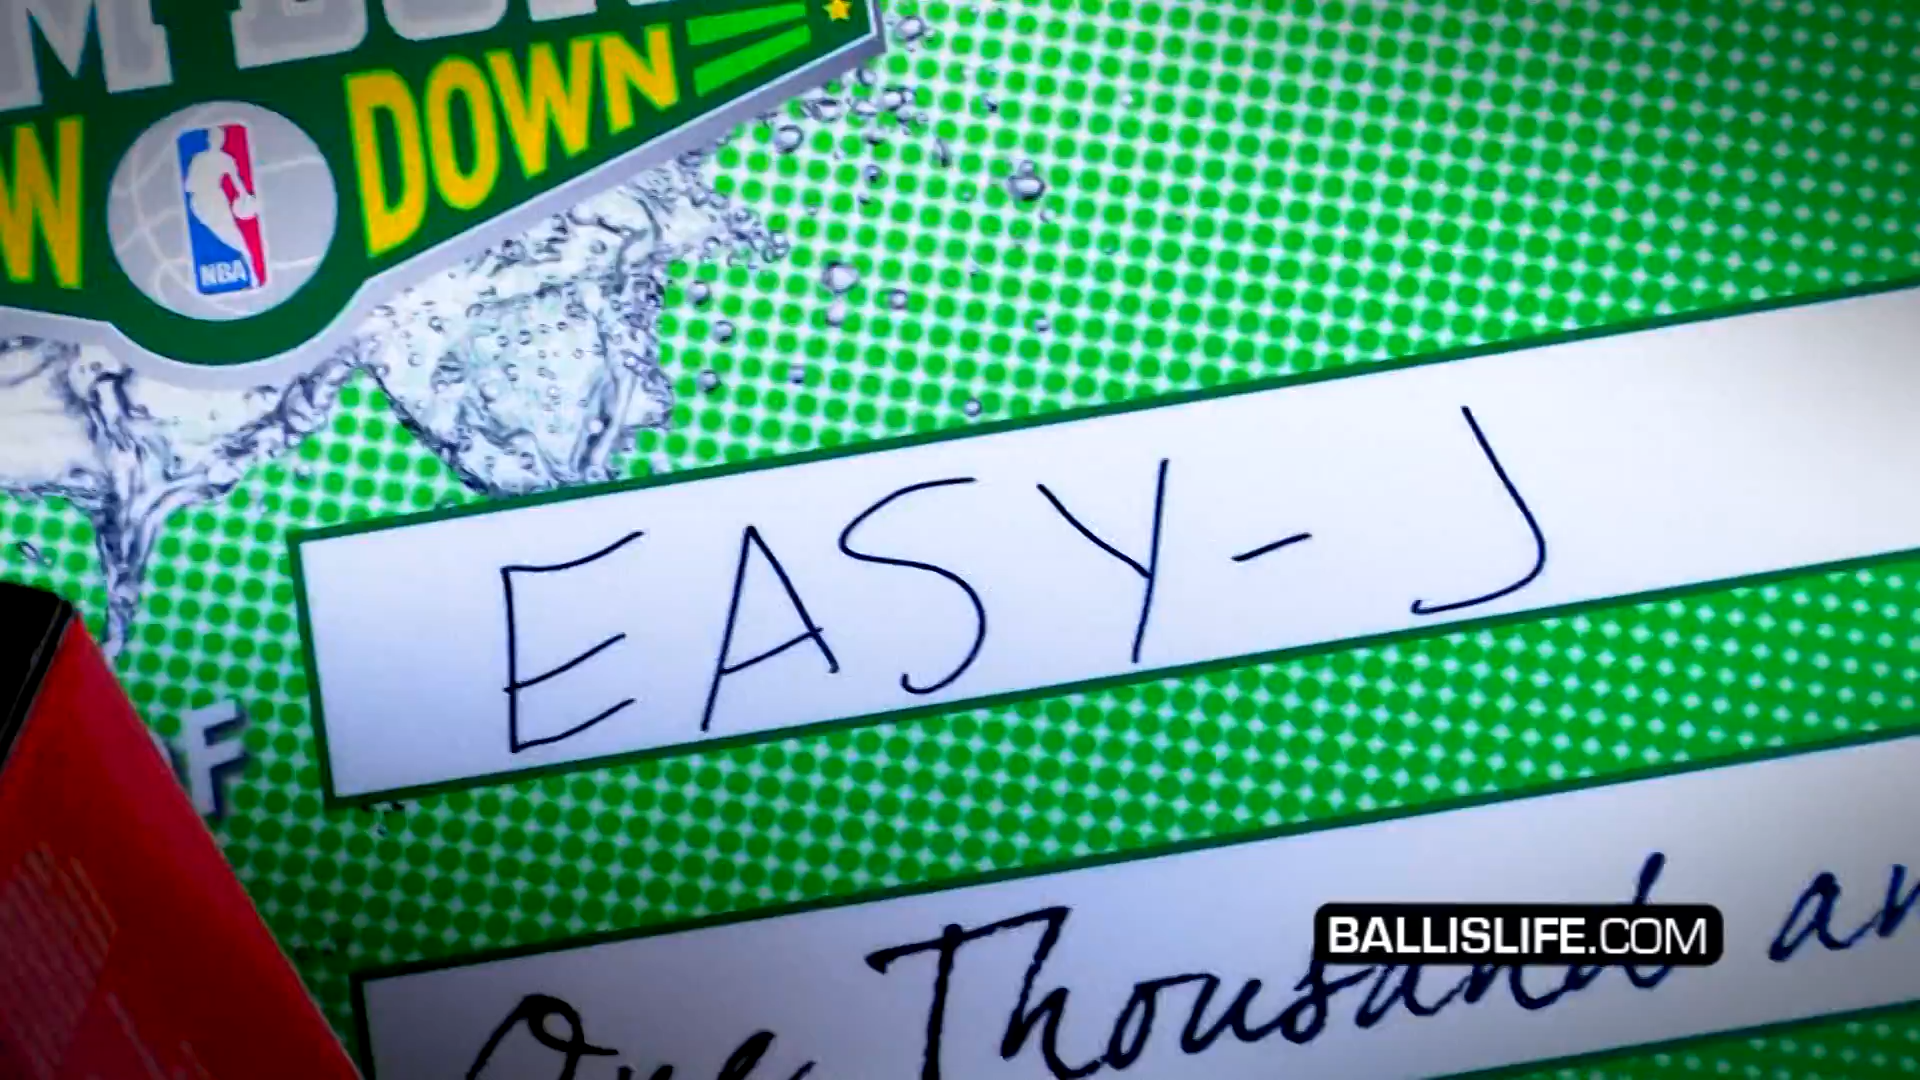 DOWN
NBA
EASY-J
F
BALLISLIFE.COM
One Thousand